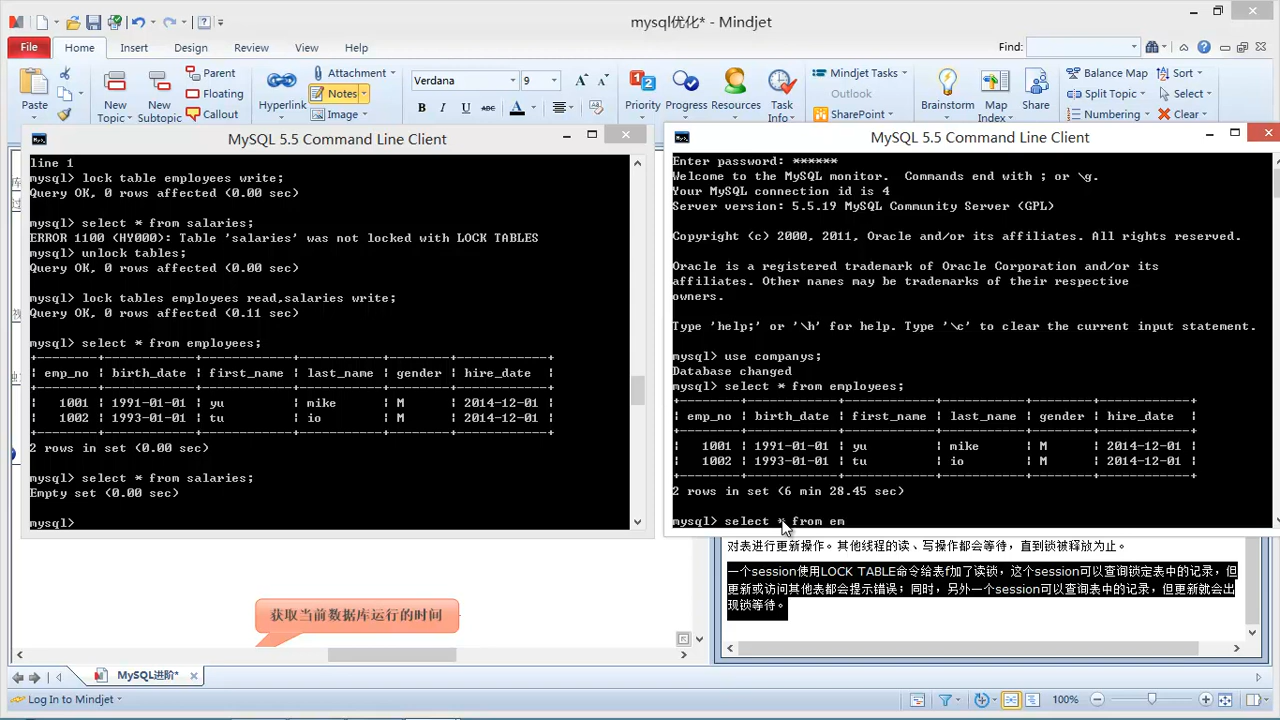 mysql优化* - Mindjet
File Home Insert Design Review View Help Find:
Paste
New Topic
New Subtopic
Parent
Floating
Callout
Hyperlink
Attachment
Notes
Image
Verdana 9
B I U abc A
Priority
Progress
Resources
Task Info
Mindjet Tasks
Outlook
SharePoint
Brainstorm
Map Index
Share
Balance Map
Split Topic
Numbering
Sort
Select
Clear
MySQL 5.5 Command Line Client
line 1
mysql> lock table employees write;
Query OK, 0 rows affected (0.00 sec)
mysql> select * from salaries;
ERROR 1100 (HY000): Table 'salaries' was not locked with LOCK TABLES
mysql> unlock tables;
Query OK, 0 rows affected (0.00 sec)
mysql> lock tables employees read,salaries write;
Query OK, 0 rows affected (0.11 sec)
mysql> select * from employees;
+--------+------------+------------+-----------+--------+------------+
| emp_no | birth_date | first_name | last_name | gender | hire_date |
+--------+------------+------------+-----------+--------+------------+
| 1001 | 1991-01-01 | yu | mike | M | 2014-12-01 |
| 1002 | 1993-01-01 | tu | io | M | 2014-12-01 |
+--------+------------+------------+-----------+--------+------------+
2 rows in set (0.00 sec)
mysql> select * from salaries;
Empty set (0.00 sec)
mysql>
MySQL 5.5 Command Line Client
Enter password: ******
Welcome to the MySQL monitor. Commands end with ; or \g.
Your MySQL connection id is 4
Server version: 5.5.19 MySQL Community Server (GPL)
Copyright (c) 2000, 2011, Oracle and/or its affiliates. All rights reserved.
Oracle is a registered trademark of Oracle Corporation and/or its
affiliates. Other names may be trademarks of their respective
owners.
Type 'help;' or '\h' for help. Type '\c' to clear the current input statement.
mysql> use companys;
Database changed
mysql> select * from employees;
+--------+------------+------------+-----------+--------+------------+
| emp_no | birth_date | first_name | last_name | gender | hire_date |
+--------+------------+------------+-----------+--------+------------+
| 1001 | 1991-01-01 | yu | mike | M | 2014-12-01 |
| 1002 | 1993-01-01 | tu | io | M | 2014-12-01 |
+--------+------------+------------+-----------+--------+------------+
2 rows in set (6 min 28.45 sec)
mysql> select * from em
对表进行更新操作。其他线程的读、写操作都会等待，直到锁被释放为止。
一个session使用LOCK TABLE命令给表f加了读锁，这个session可以查询锁定表中的记录，但
更新或访问其他表都会提示错误；同时，另外一个session可以查询表中的记录，但更新就会出
现锁等待。
获取当前数据库运行的时间
MySQL进阶*
Log In to Mindjet
100%